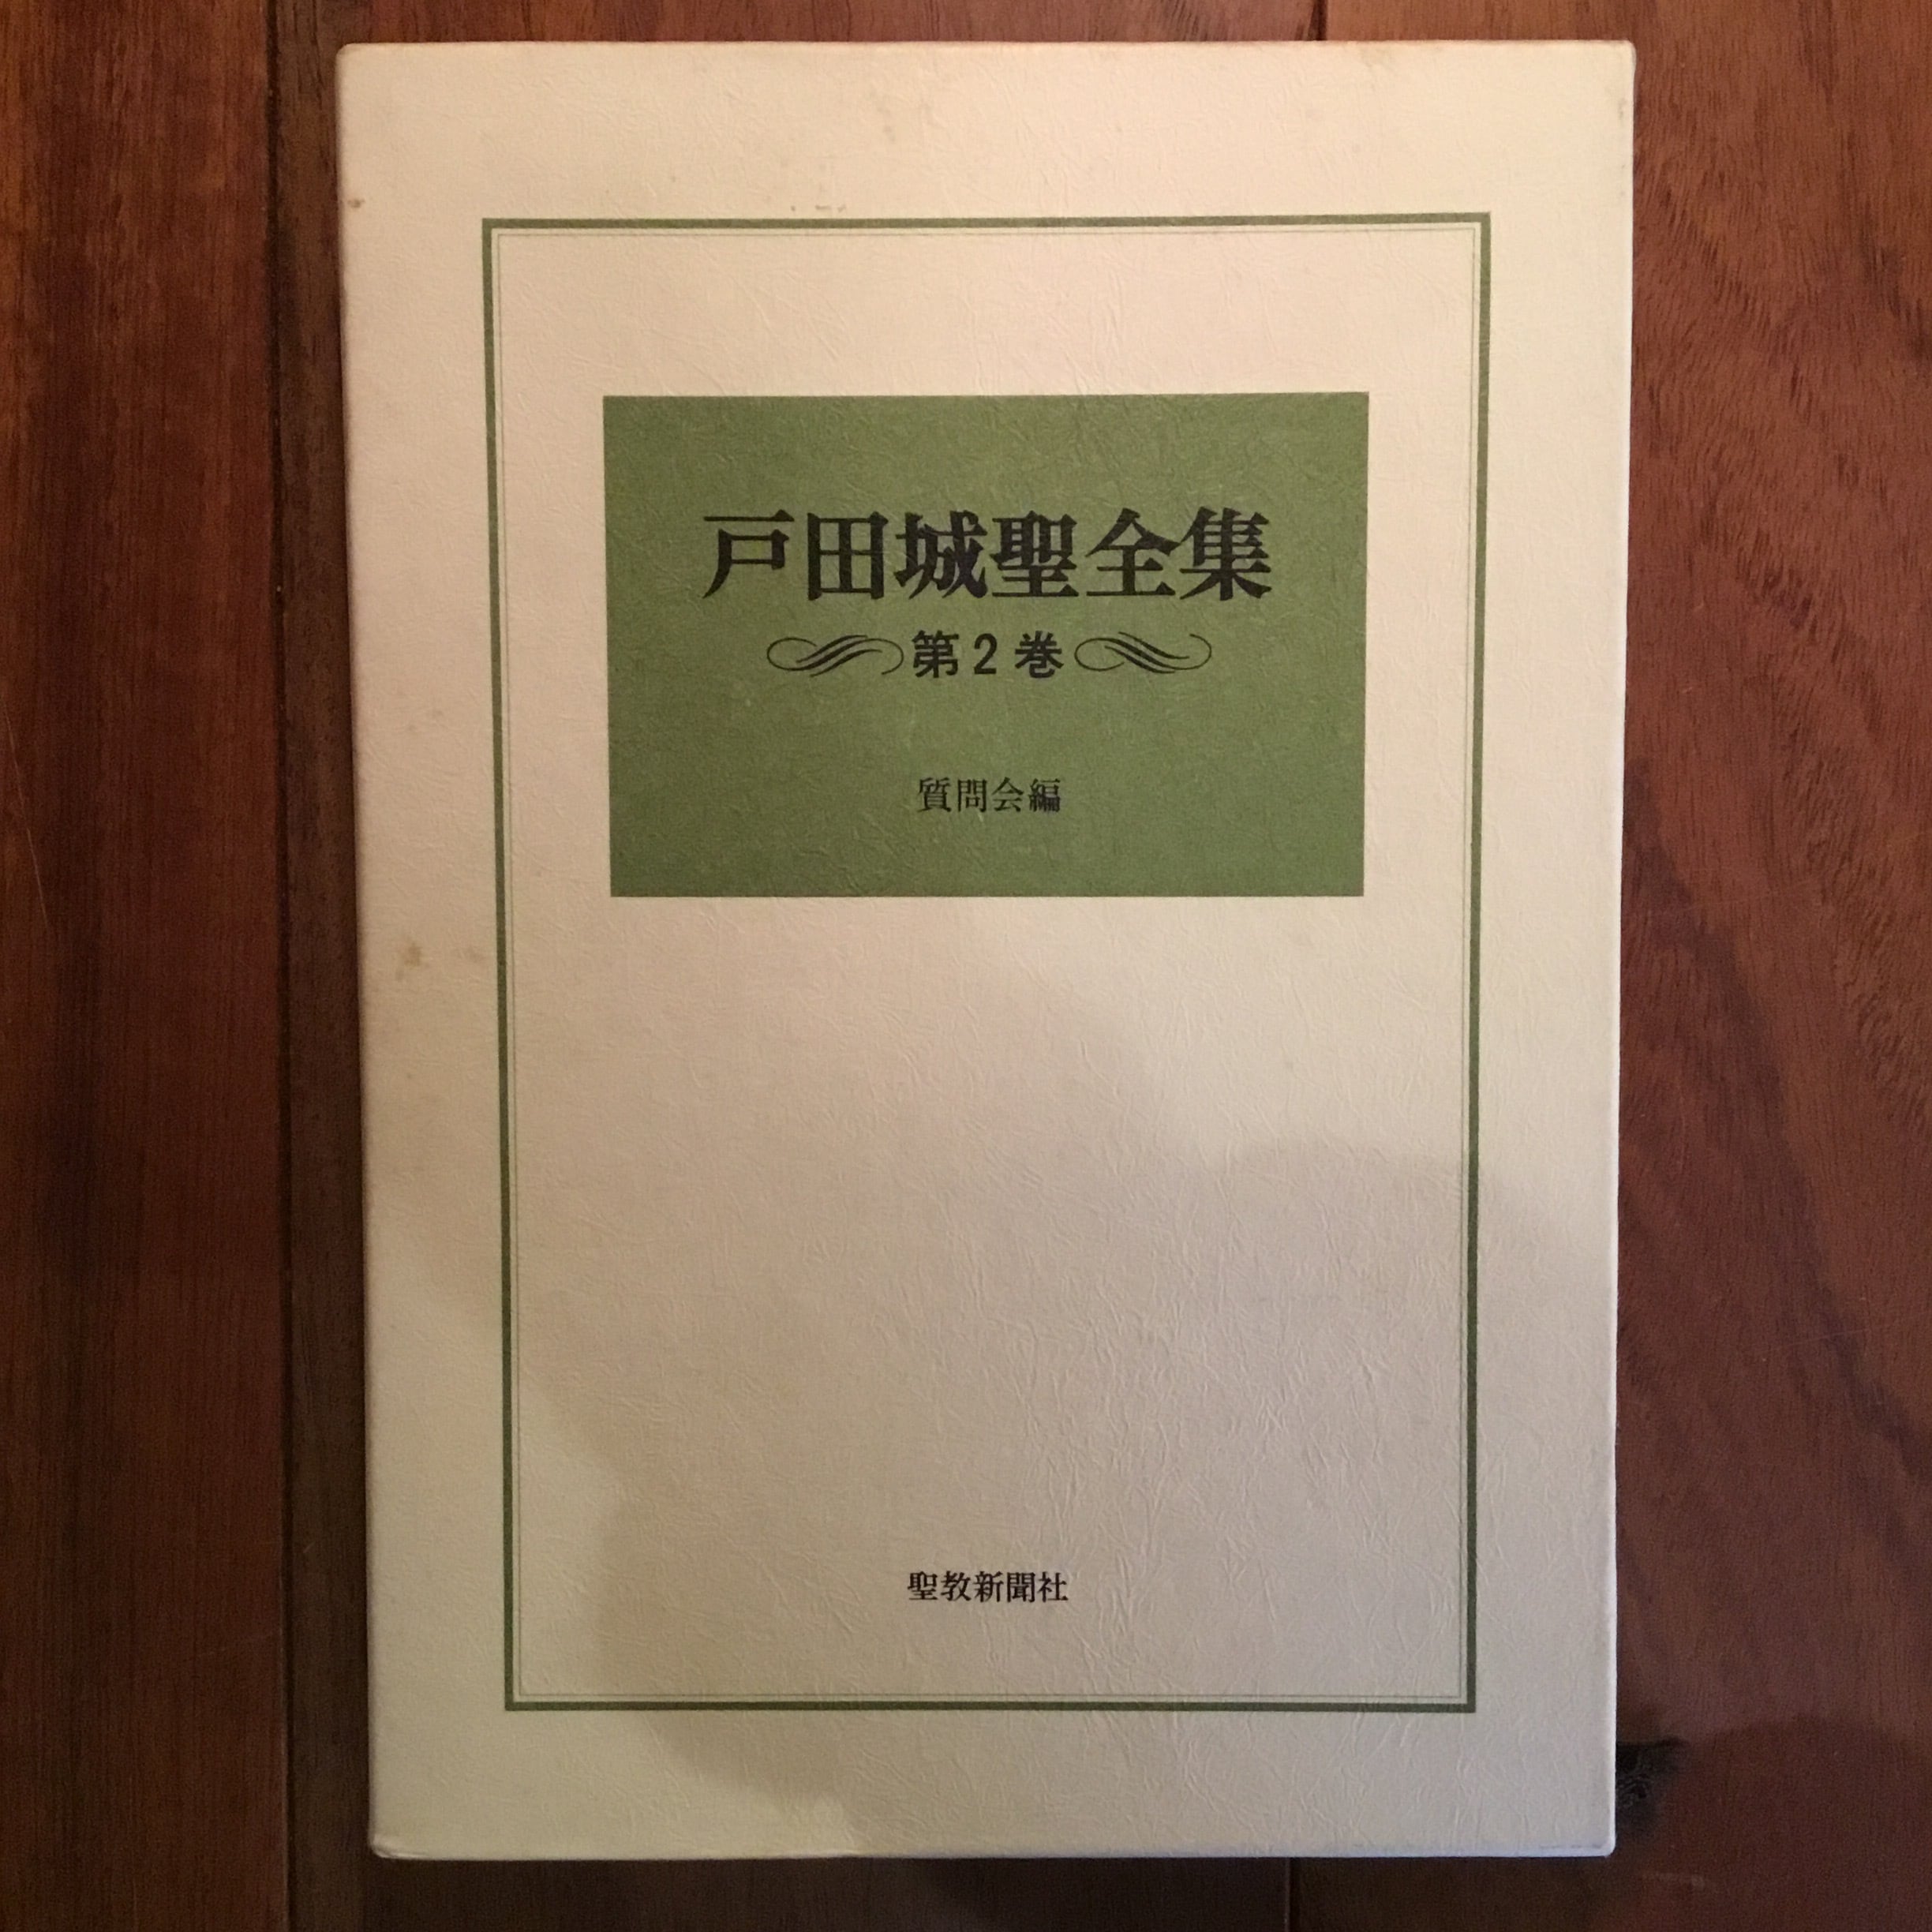 戸田城聖全集
第2巻
質問会編
聖教新聞社